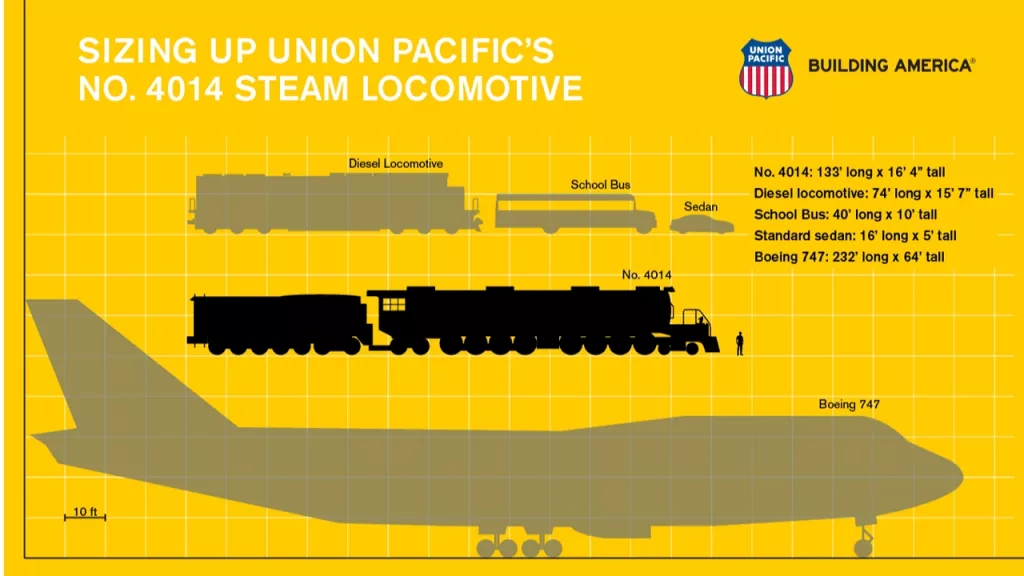 SIZING UP UNION PACIFIC’S
NO. 4014 STEAM LOCOMOTIVE
UNION
PACIFIC
BUILDING AMERICA®
Diesel Locomotive
School Bus
Sedan
No. 4014: 133’ long x 16’ 4” tall
Diesel locomotive: 74’ long x 15’ 7” tall
School Bus: 40’ long x 10’ tall
Standard sedan: 16’ long x 5’ tall
Boeing 747: 232’ long x 64’ tall
No. 4014
Boeing 747
10 ft